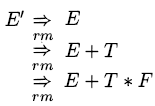 E′ ⇒ E
rm
⇒ E + T
rm
⇒ E + T * F
rm